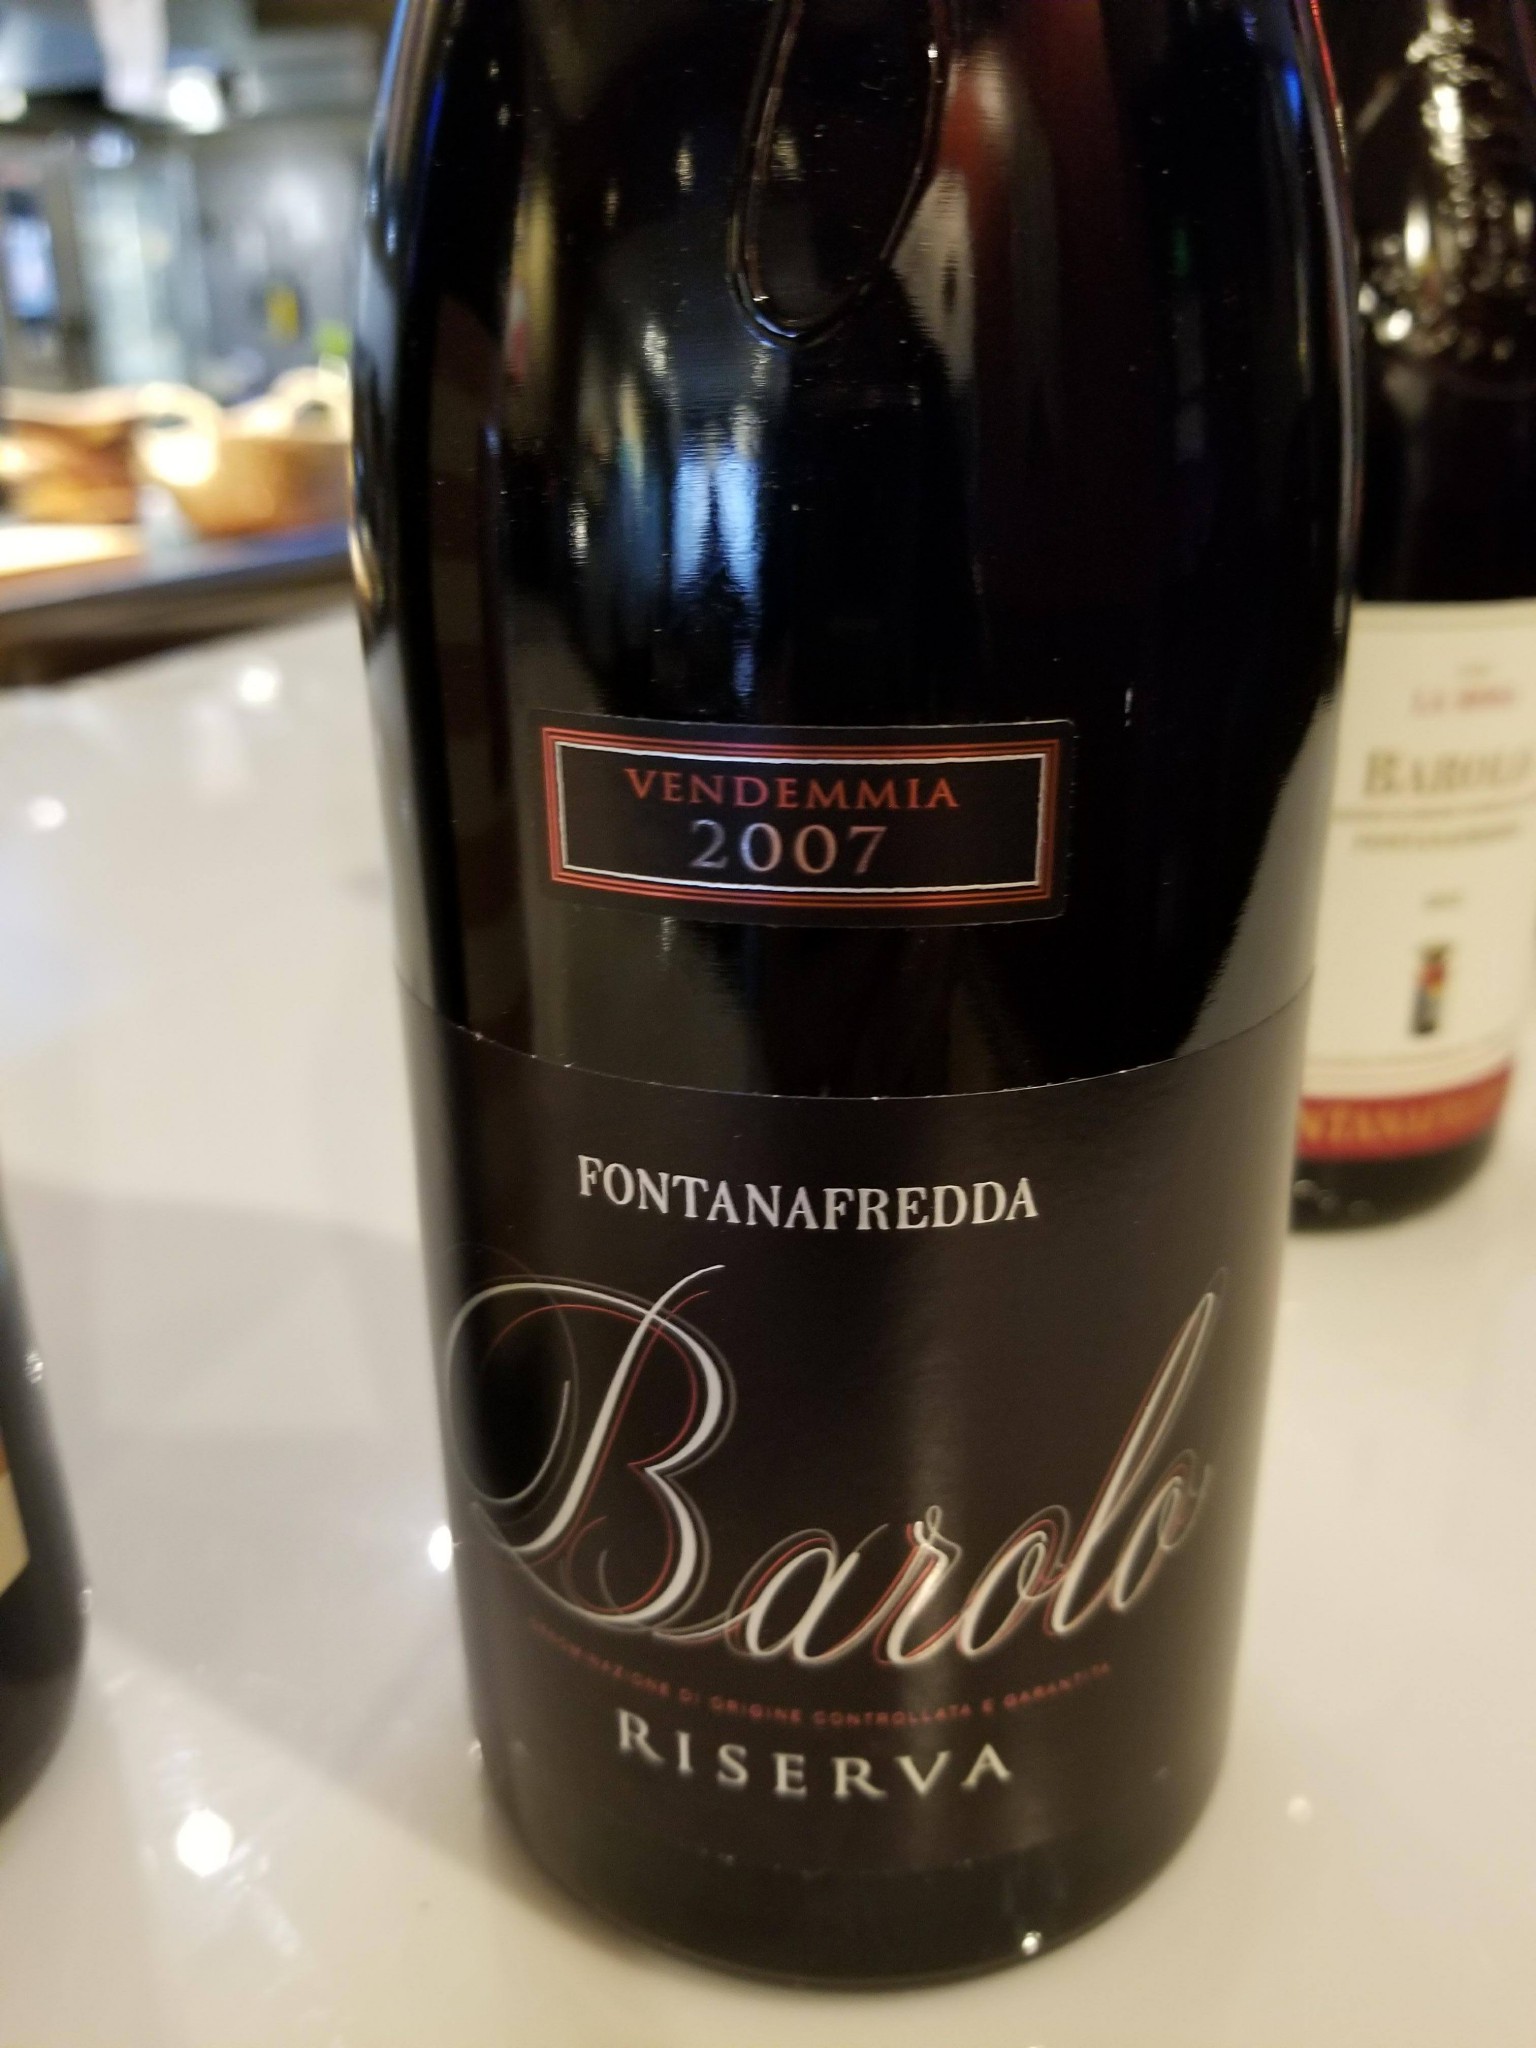 VENDEMMIA
2007
FONTANAFREDDA
Barolo
DENOMINAZIONE DI ORIGINE CONTROLLATA E GARANTITA
RISERVA
BAROLO